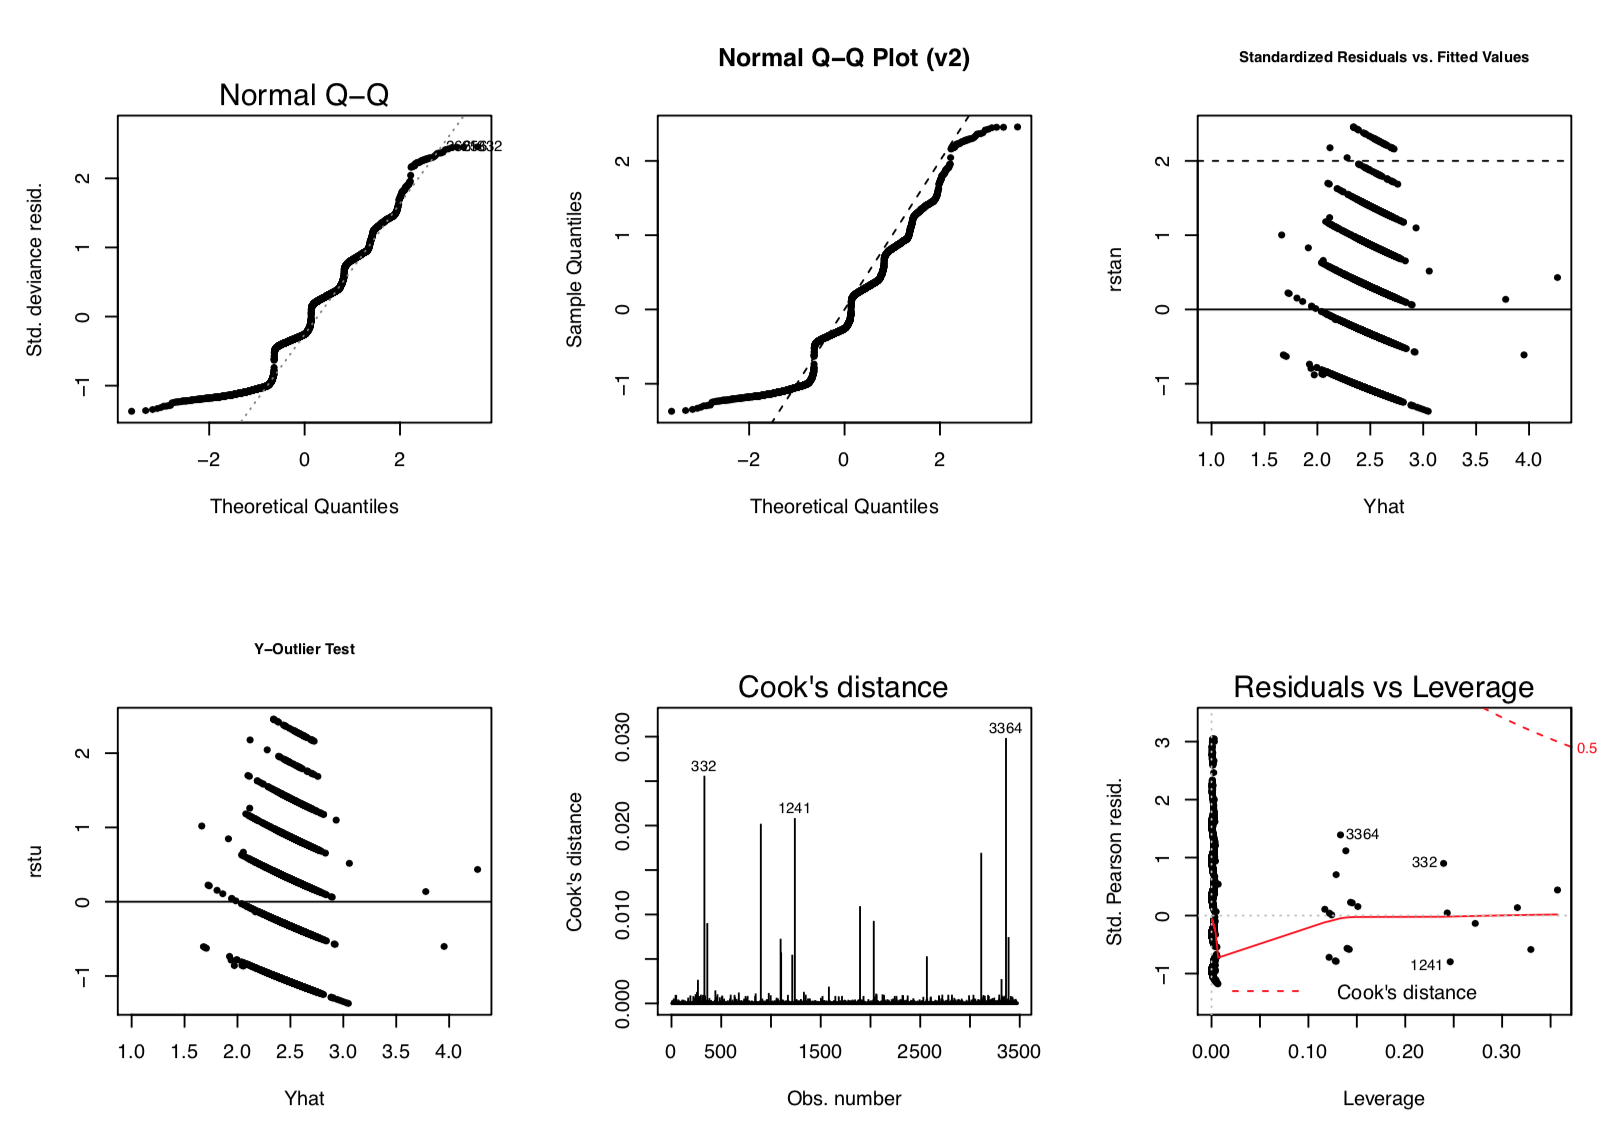 Normal Q−Q
Std. deviance resid.
2
1
0
−1
332
−2 0 2
Theoretical Quantiles
Normal Q−Q Plot (v2)
Sample Quantiles
2
1
0
−1
−2 0 2
Theoretical Quantiles
Standardized Residuals vs. Fitted Values
rstan
2
1
0
−1
1.0 1.5 2.0 2.5 3.0 3.5 4.0
Yhat
Y−Outlier Test
rstu
2
1
0
−1
1.0 1.5 2.0 2.5 3.0 3.5 4.0
Yhat
Cook's distance
Cook's distance
0.030
0.020
0.010
0.000
3364
332
1241
0 500 1500 2500 3500
Obs. number
Residuals vs Leverage
Std. Pearson resid.
3
2
1
0
−1
0.5
3364
332
1241
Cook's distance
0.00 0.10 0.20 0.30
Leverage